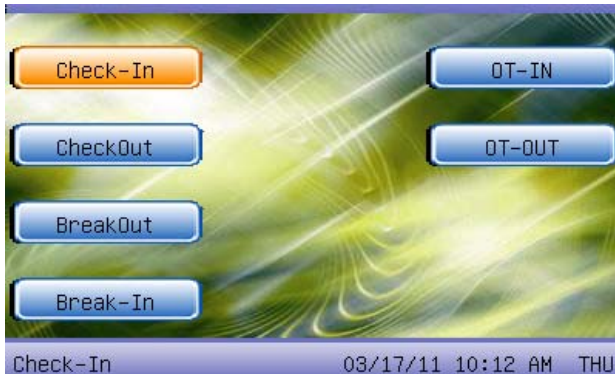 Check-In
OT-IN
CheckOut
OT-OUT
BreakOut
Break-In
Check-In 03/17/11 10:12 AM THU